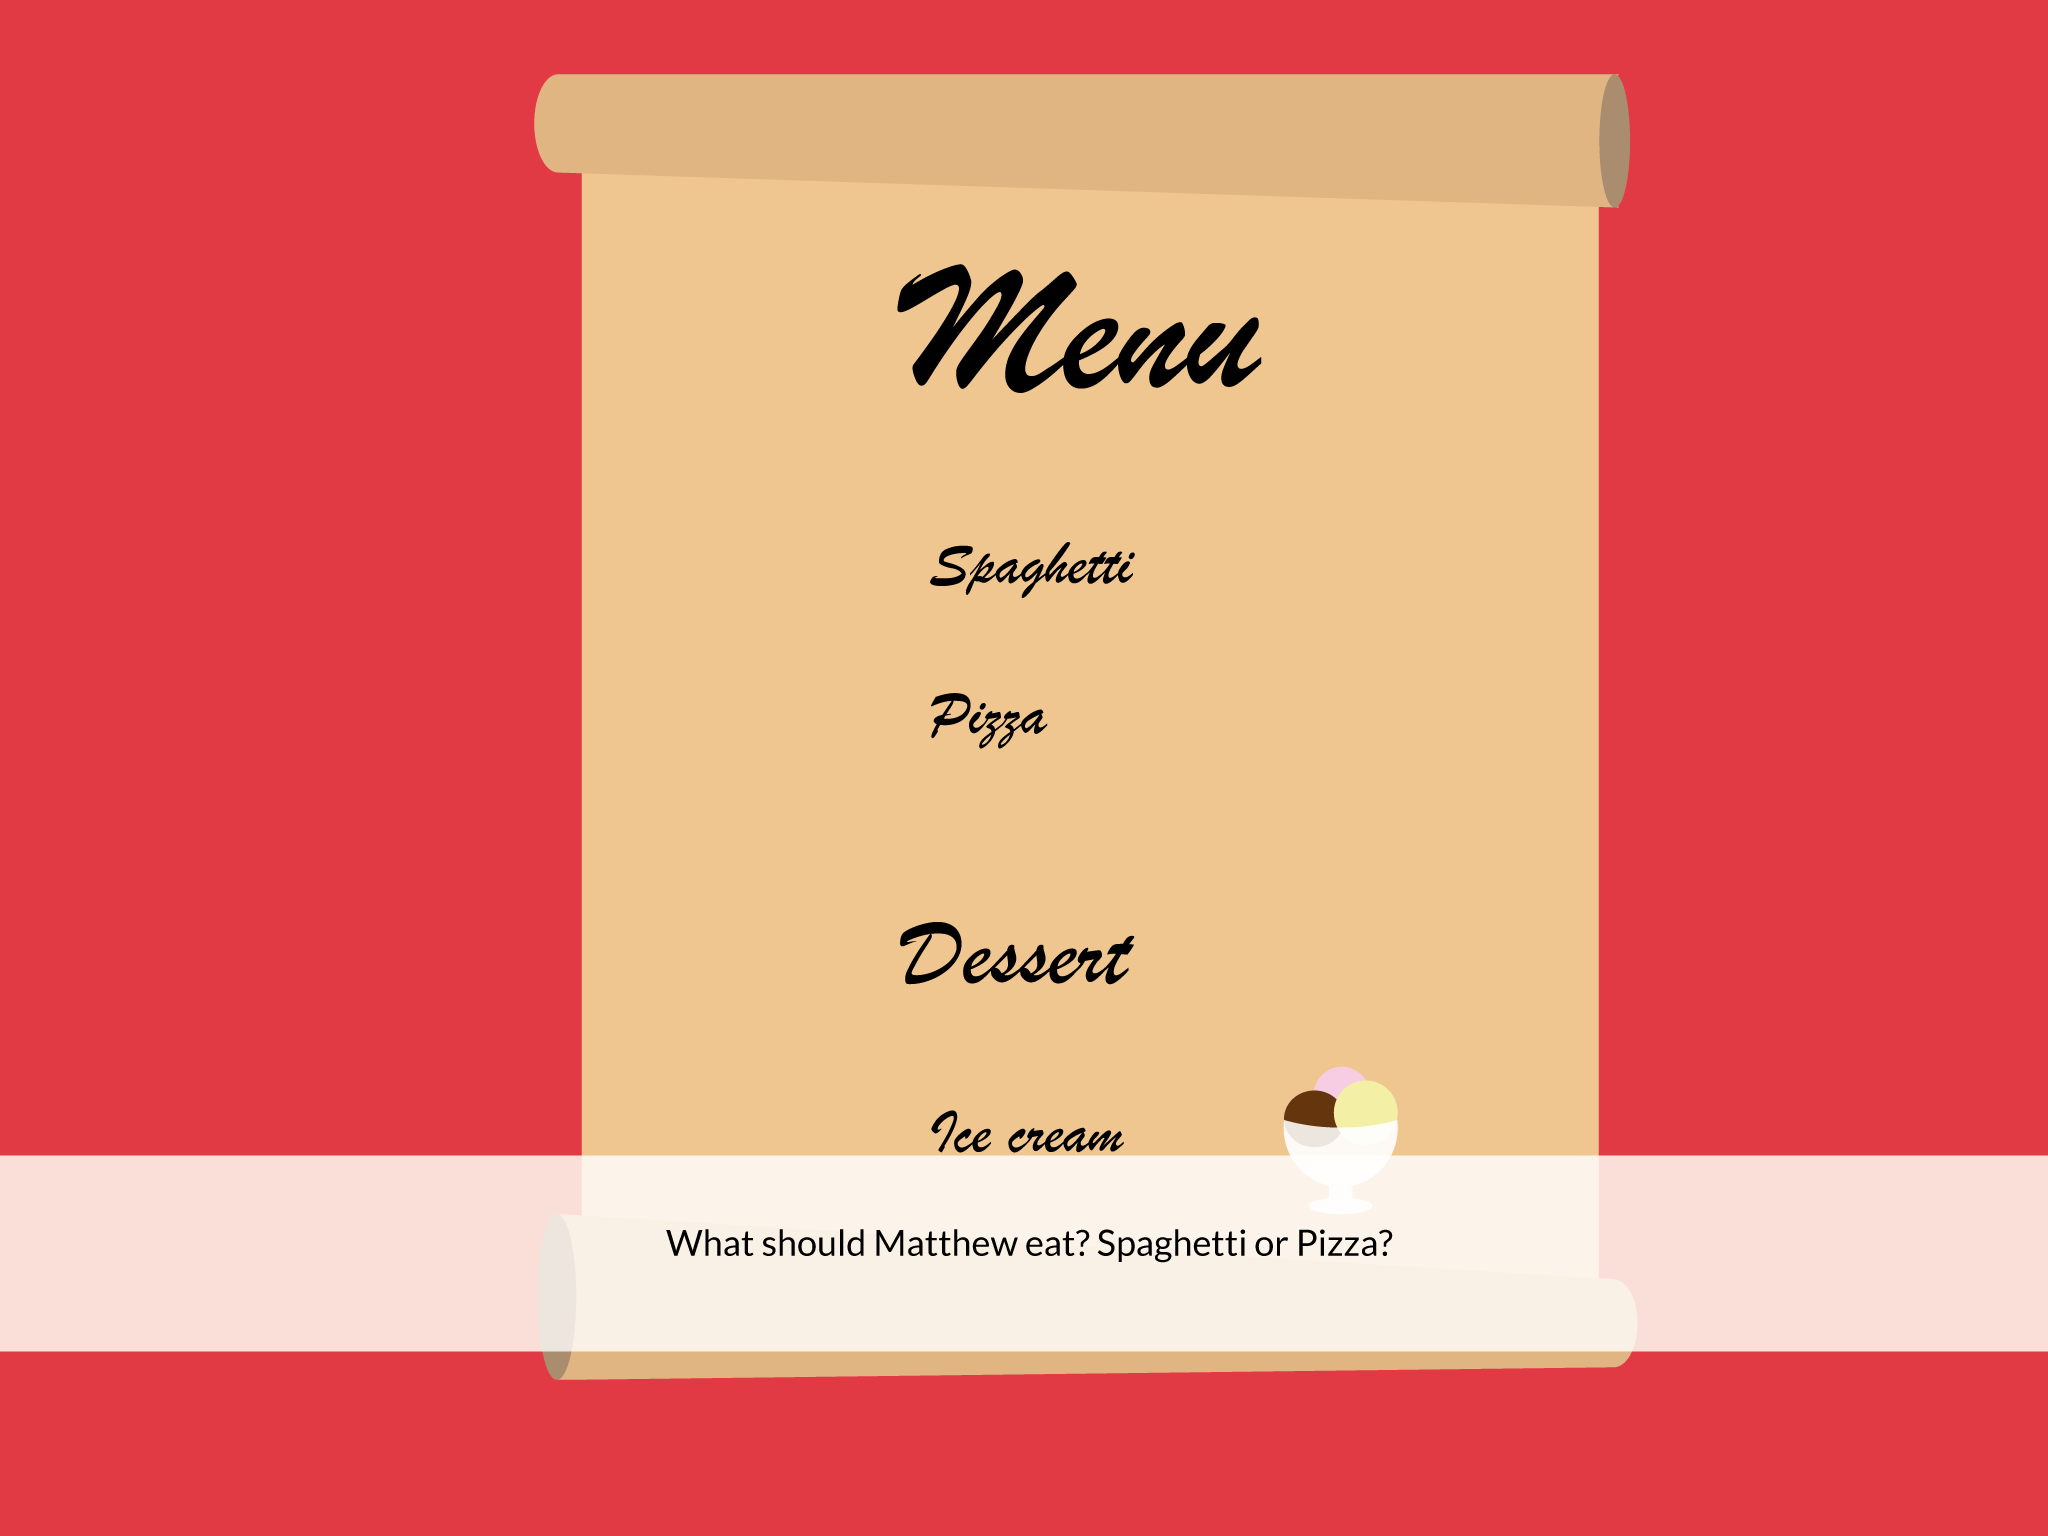 Menu
Spaghetti
Pizza
Dessert
Ice cream
What should Matthew eat? Spaghetti or Pizza?